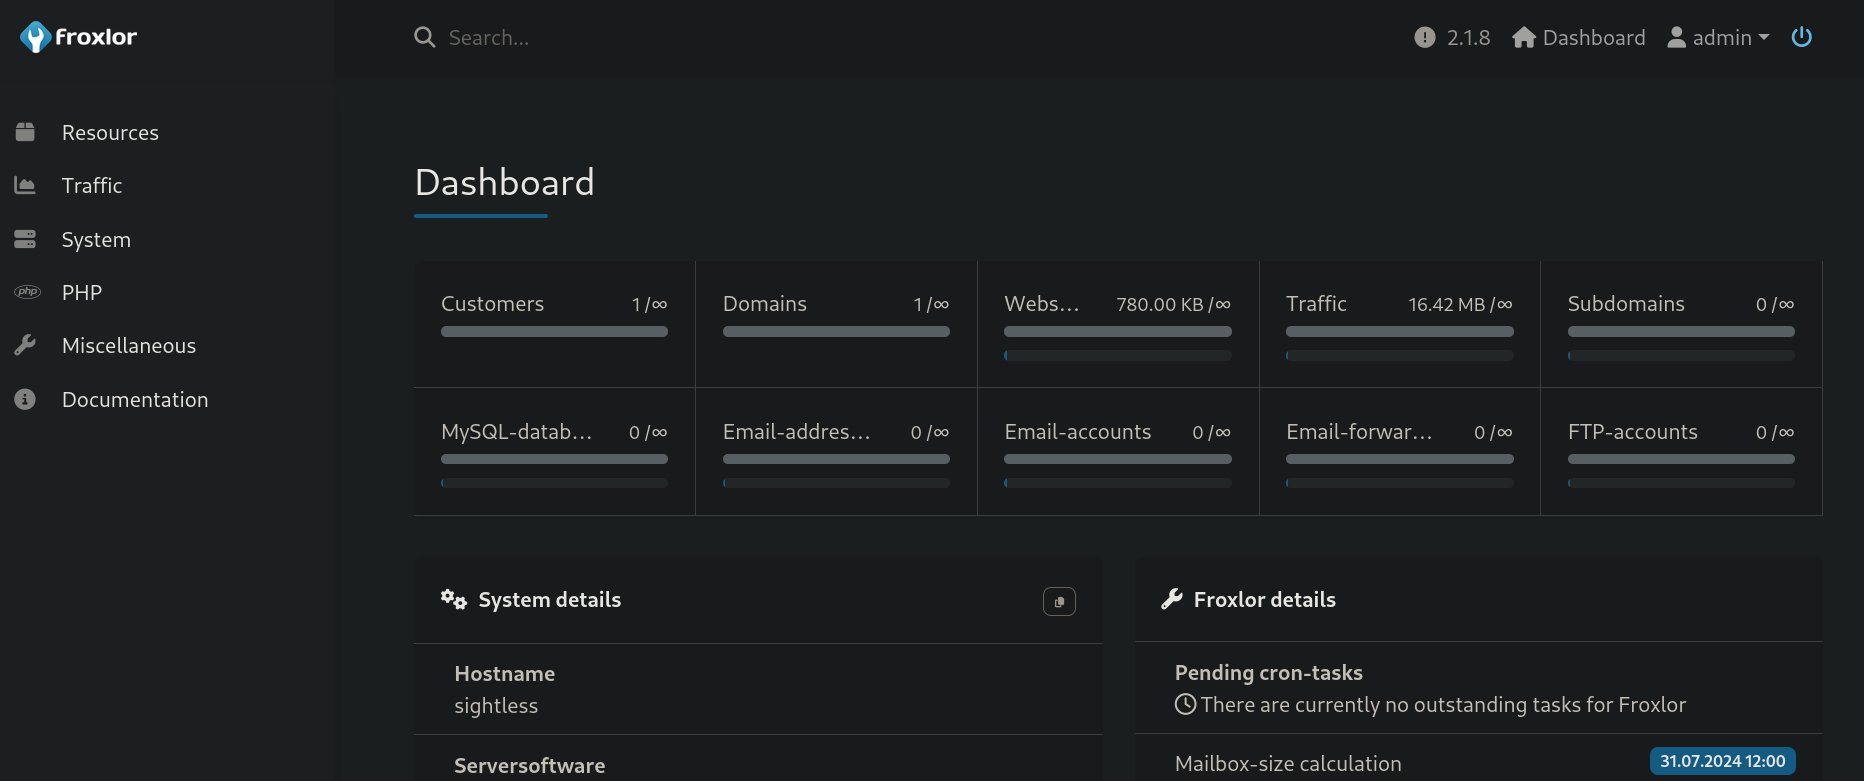 froxlor
Search...
2.1.8 Dashboard admin
Resources
Traffic
System
php PHP
Miscellaneous
Documentation
Dashboard
Customers 1 /∞
Domains 1 /∞
Webs... 780.00 KB /∞
Traffic 16.42 MB /∞
Subdomains 0 /∞
MySQL-datab... 0 /∞
Email-addres... 0 /∞
Email-accounts 0 /∞
Email-forwar... 0 /∞
FTP-accounts 0 /∞
System details
Hostname
sightless
Serversoftware
Froxlor details
Pending cron-tasks
There are currently no outstanding tasks for Froxlor
Mailbox-size calculation 31.07.2024 12:00